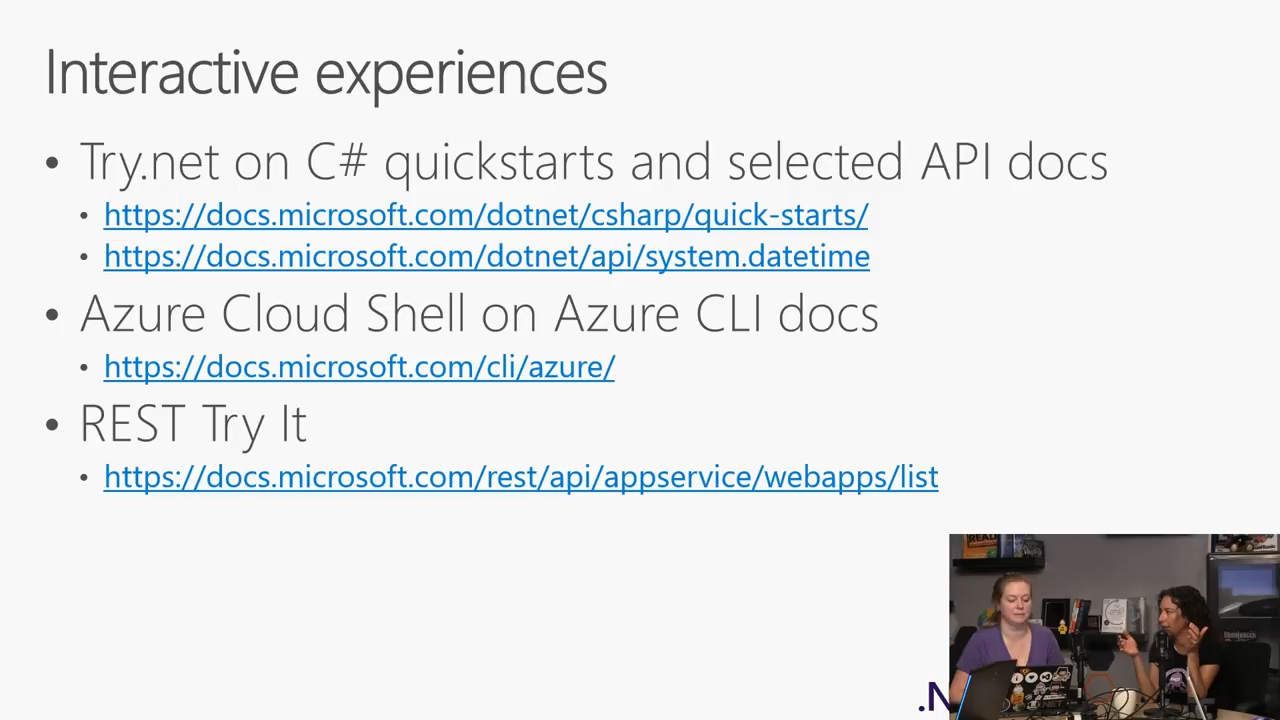 Interactive experiences
• Try.net on C# quickstarts and selected API docs
• https://docs.microsoft.com/dotnet/csharp/quick-starts/
• https://docs.microsoft.com/dotnet/api/system.datetime
• Azure Cloud Shell on Azure CLI docs
• https://docs.microsoft.com/cli/azure/
• REST Try It
• https://docs.microsoft.com/rest/api/appservice/webapps/list
READ
.N